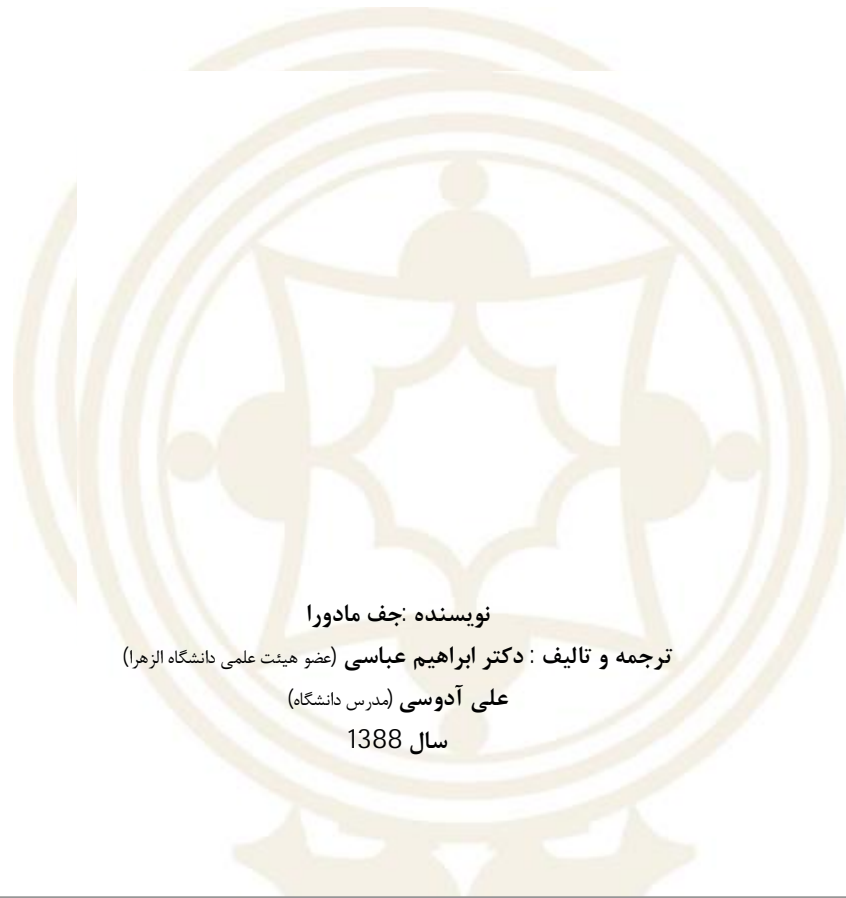 نویسنده :جف مادورا
ترجمه و تالیف : دکتر ابراهیم عباسی (عضو هیئت علمی دانشگاه الزهرا)
علی آدوسی (مدرس دانشگاه)
سال 1388